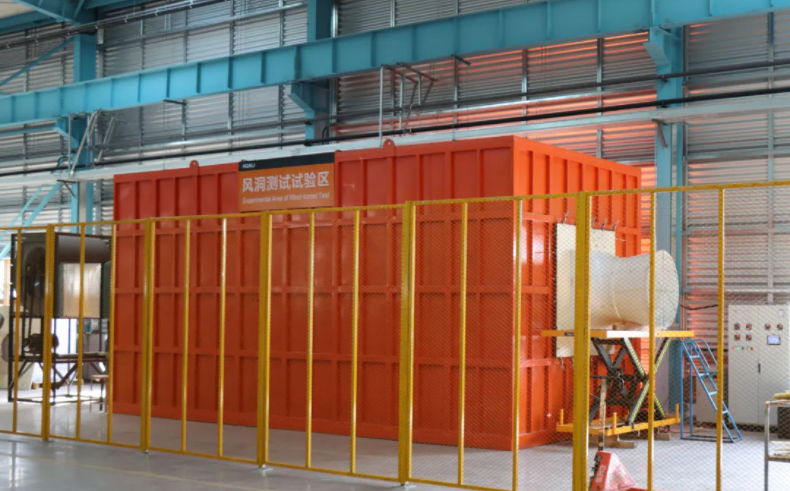 风洞测试试验区
Experimental Area of Wind-tunnel Test